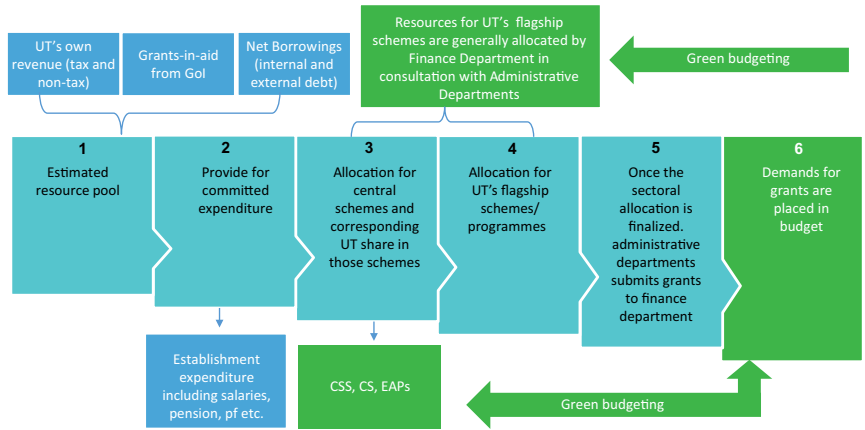 UT's own
revenue (tax and
non-tax)
Grants-in-aid
from GoI
Net Borrowings
(internal and
external debt)
Resources for UT's flagship
schemes are generally allocated by
Finance Department in
consultation with Administrative
Departments
Green budgeting
1
Estimated
resource pool
2
Provide for
committed
expenditure
3
Allocation for
central
schemes and
corresponding
UT share in
those schemes
4
Allocation for
UT's flagship
schemes/
programmes
5
Once the
sectoral
allocation is
finalized.
administrative
departments
submits grants
to finance
department
6
Demands for
grants are
placed in
budget
Establishment
expenditure
including salaries,
pension, pf etc.
CSS, CS, EAPs
Green budgeting